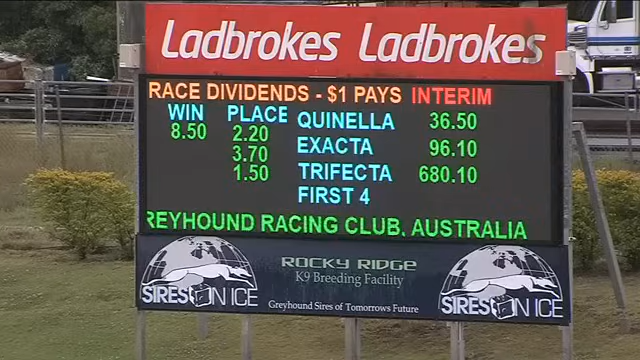 Ladbrokes Ladbrokes
RACE DIVIDENDS - $1 PAYS INTERIM
WIN PLACE QUINELLA 36.50
8.50 2.20
EXACTA 96.10
3.70
TRIFECTA 680.10
1.50
FIRST 4
REYHOUND RACING CLUB, AUSTRALIA
SIRES ON ICE ROCKY RIDGE SIRES ON ICE
K9 Breeding Facility
Greyhound Sires of Tomorrows Future